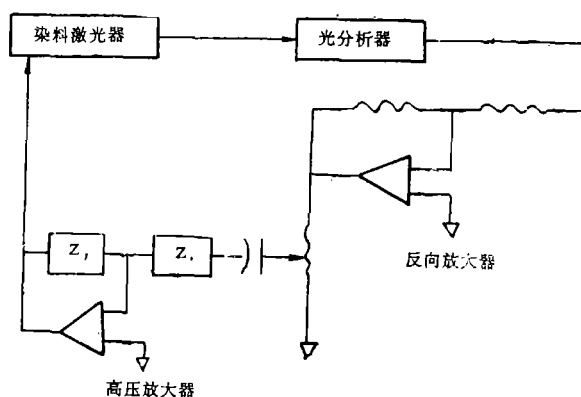 染料激光器
光分析器
Z,
Z.
反向放大器
高压放大器